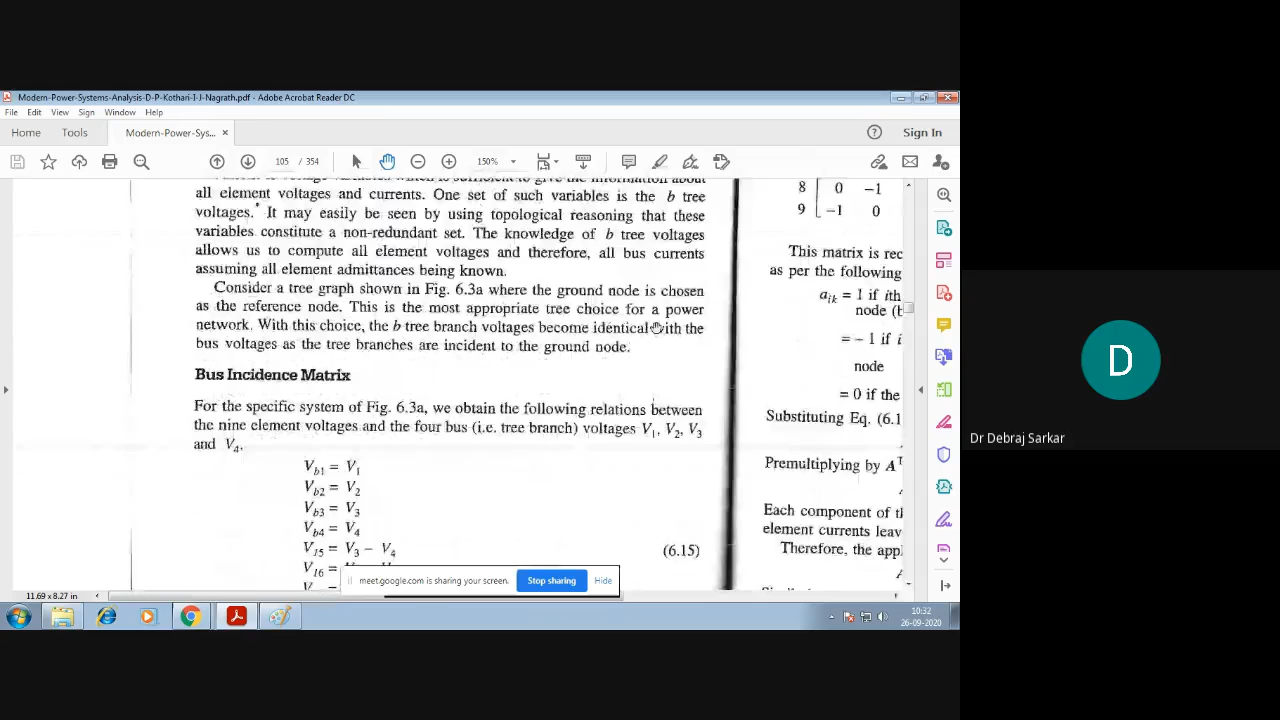 Modern-Power-Systems-Analysis-D-P-Kothari-I-J-Nagrath.pdf - Adobe Acrobat Reader DC
File Edit View Sign Window Help
Home Tools Modern-Power-Sys... × Sign In
105 / 354 150%
all element voltages and currents. One set of such variables is the b tree
voltages.* It may easily be seen by using topological reasoning that these
variables constitute a non-redundant set. The knowledge of b tree voltages
allows us to compute all element voltages and therefore, all bus currents
assuming all element admittances being known.
Consider a tree graph shown in Fig. 6.3a where the ground node is chosen
as the reference node. This is the most appropriate tree choice for a power
network. With this choice, the b tree branch voltages become identical with the
bus voltages as the tree branches are incident to the ground node.
Bus Incidence Matrix
For the specific system of Fig. 6.3a, we obtain the following relations between
the nine element voltages and the four bus (i.e. tree branch) voltages V1, V2, V3
and V4.
Vb1 = V1
Vb2 = V2
Vb3 = V3
Vb4 = V4
V15 = V3 − V4
(6.15)
V16 =
8 0 −1
9 −1 0
This matrix is rec
as per the following
aik = 1 if ith
node (b
= − 1 if i
node
= 0 if the
Substituting Eq. (6.1
Premultiplying by A^T
Each component of th
element currents leav
Therefore, the appl
meet.google.com is sharing your screen. Stop sharing Hide
11.69 x 8.27 in
10:32
26-09-2020
D
Dr Debraj Sarkar